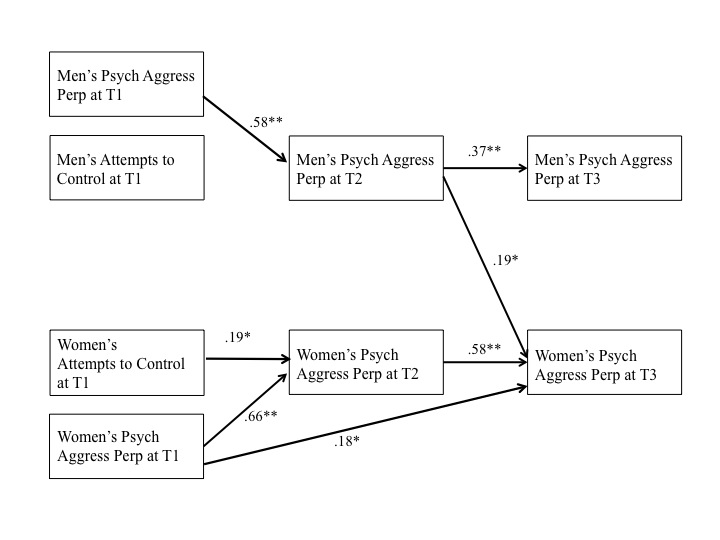 Men’s Psych Aggress
Perp at T1
.58**
Men’s Attempts to
Control at T1
Men’s Psych Aggress
Perp at T2
.37**
Men’s Psych Aggress
Perp at T3
.19*
Women’s
Attempts to Control
at T1
.19*
Women’s Psych
Aggress Perp at T2
.58**
Women’s Psych
Aggress Perp at T3
.66**
Women’s Psych
Aggress Perp at T1
.18*